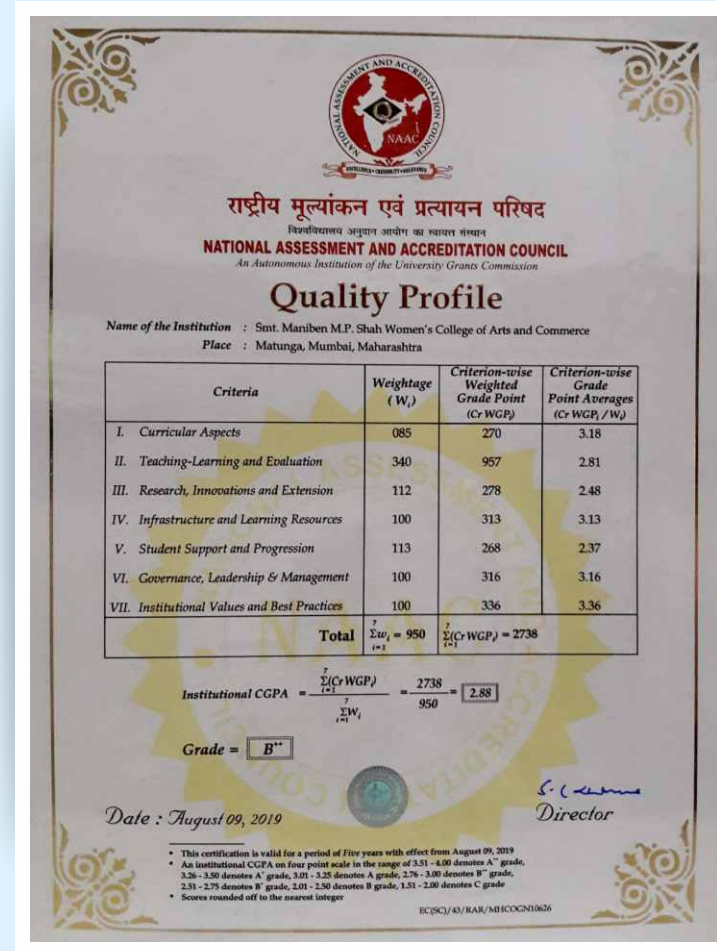 NATIONAL ASSESSMENT AND ACCREDITATION COUNCIL
NAAC
EXCELLENCE • CREDIBILITY • RELEVANCE
राष्ट्रीय मूल्यांकन एवं प्रत्यायन परिषद
विश्वविद्यालय अनुदान आयोग का स्वायत्त संस्थान
NATIONAL ASSESSMENT AND ACCREDITATION COUNCIL
An Autonomous Institution of the University Grants Commission
Quality Profile
Name of the Institution : Smt. Maniben M.P. Shah Women's College of Arts and Commerce
Place : Matunga, Mumbai, Maharashtra
Criteria Weightage (Wi) Criterion-wise Weighted Grade Point (Cr WGPi) Criterion-wise Grade Point Averages (Cr WGPi / Wi)
I. Curricular Aspects 085 270 3.18
II. Teaching-Learning and Evaluation 340 957 2.81
III. Research, Innovations and Extension 112 278 2.48
IV. Infrastructure and Learning Resources 100 313 3.13
V. Student Support and Progression 113 268 2.37
VI. Governance, Leadership & Management 100 316 3.16
VII. Institutional Values and Best Practices 100 336 3.36
Total 7 Σwi = 950 i=1 7 Σ(Cr WGPi) = 2738 i=1
Institutional CGPA = 7 Σ(Cr WGPi) i=1 / 7 ΣWi i=1 = 2738 / 950 = 2.88
Grade = B++
Date : August 09, 2019
Director
• This certification is valid for a period of Five years with effect from August 09, 2019
• An institutional CGPA on four point scale in the range of 3.51 - 4.00 denotes A++ grade,
3.26 - 3.50 denotes A+ grade, 3.01 - 3.25 denotes A grade, 2.76 - 3.00 denotes B++ grade,
2.51 - 2.75 denotes B+ grade, 2.01 - 2.50 denotes B grade, 1.51 - 2.00 denotes C grade
• Scores rounded off to the nearest integer
EC(SC)/43/RAR/MHCOGN10626